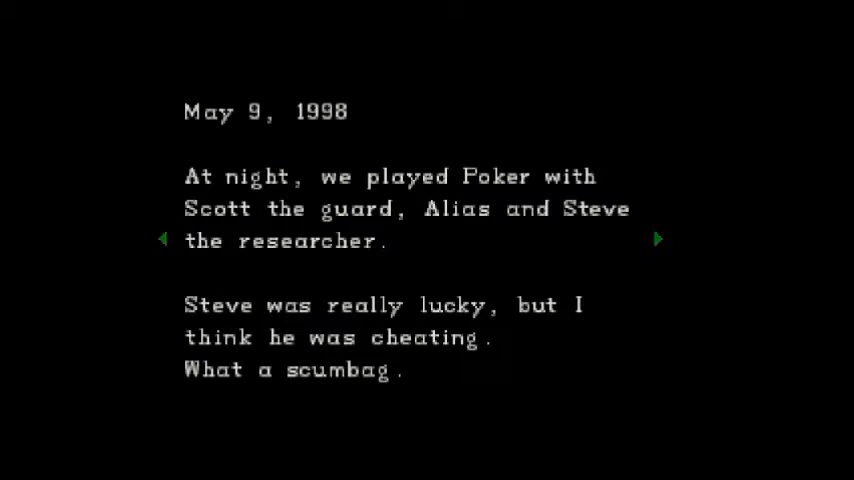 May 9, 1998
At night, we played Poker with
Scott the guard, Alias and Steve
the researcher.
Steve was really lucky, but I
think he was cheating.
What a scumbag.